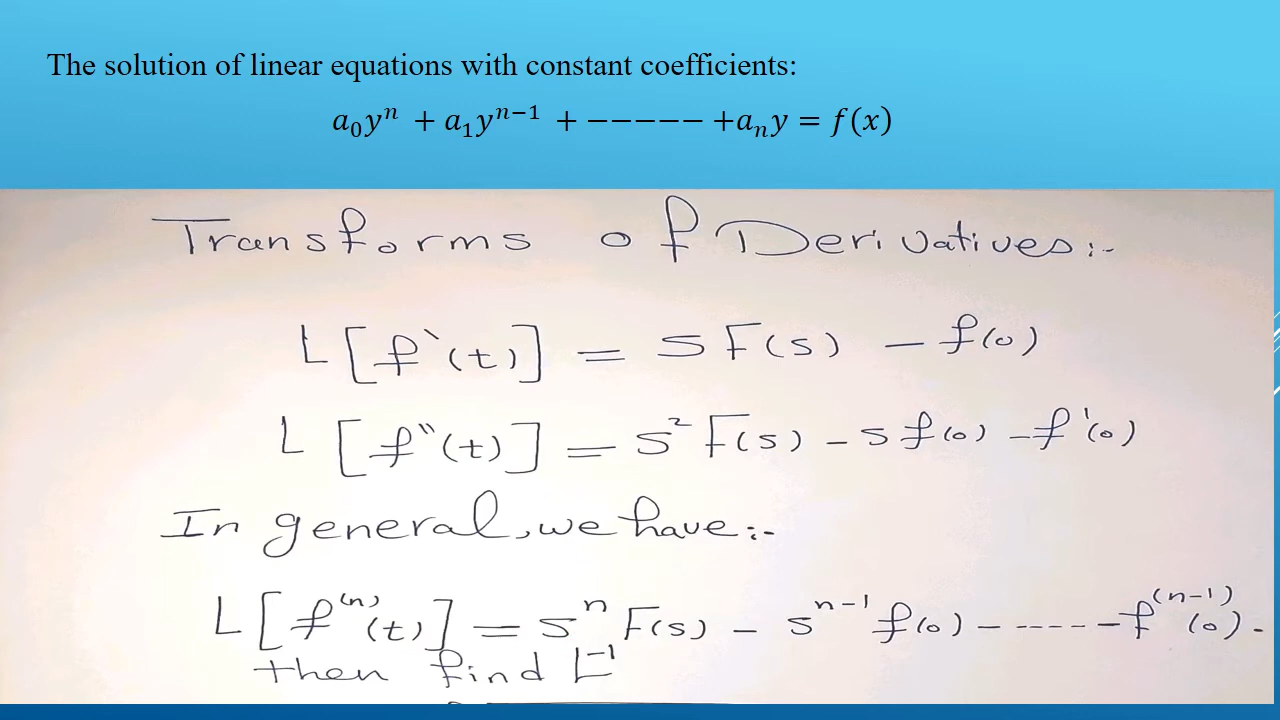 The solution of linear equations with constant coefficients:
a₀yⁿ + a₁yⁿ⁻¹ + ----- +aₙy = f(x)
Transforms of Derivatives:-
L[f`(t)] = sF(s) - f(0)
L[f``(t)] = s²F(s) - sf(0) - f'(0)
In general, we have:-
L[f⁽ⁿ⁾(t)] = sⁿF(s) - sⁿ⁻¹f(0) - ---- - f⁽ⁿ⁻¹⁾(0).
then find L⁻¹